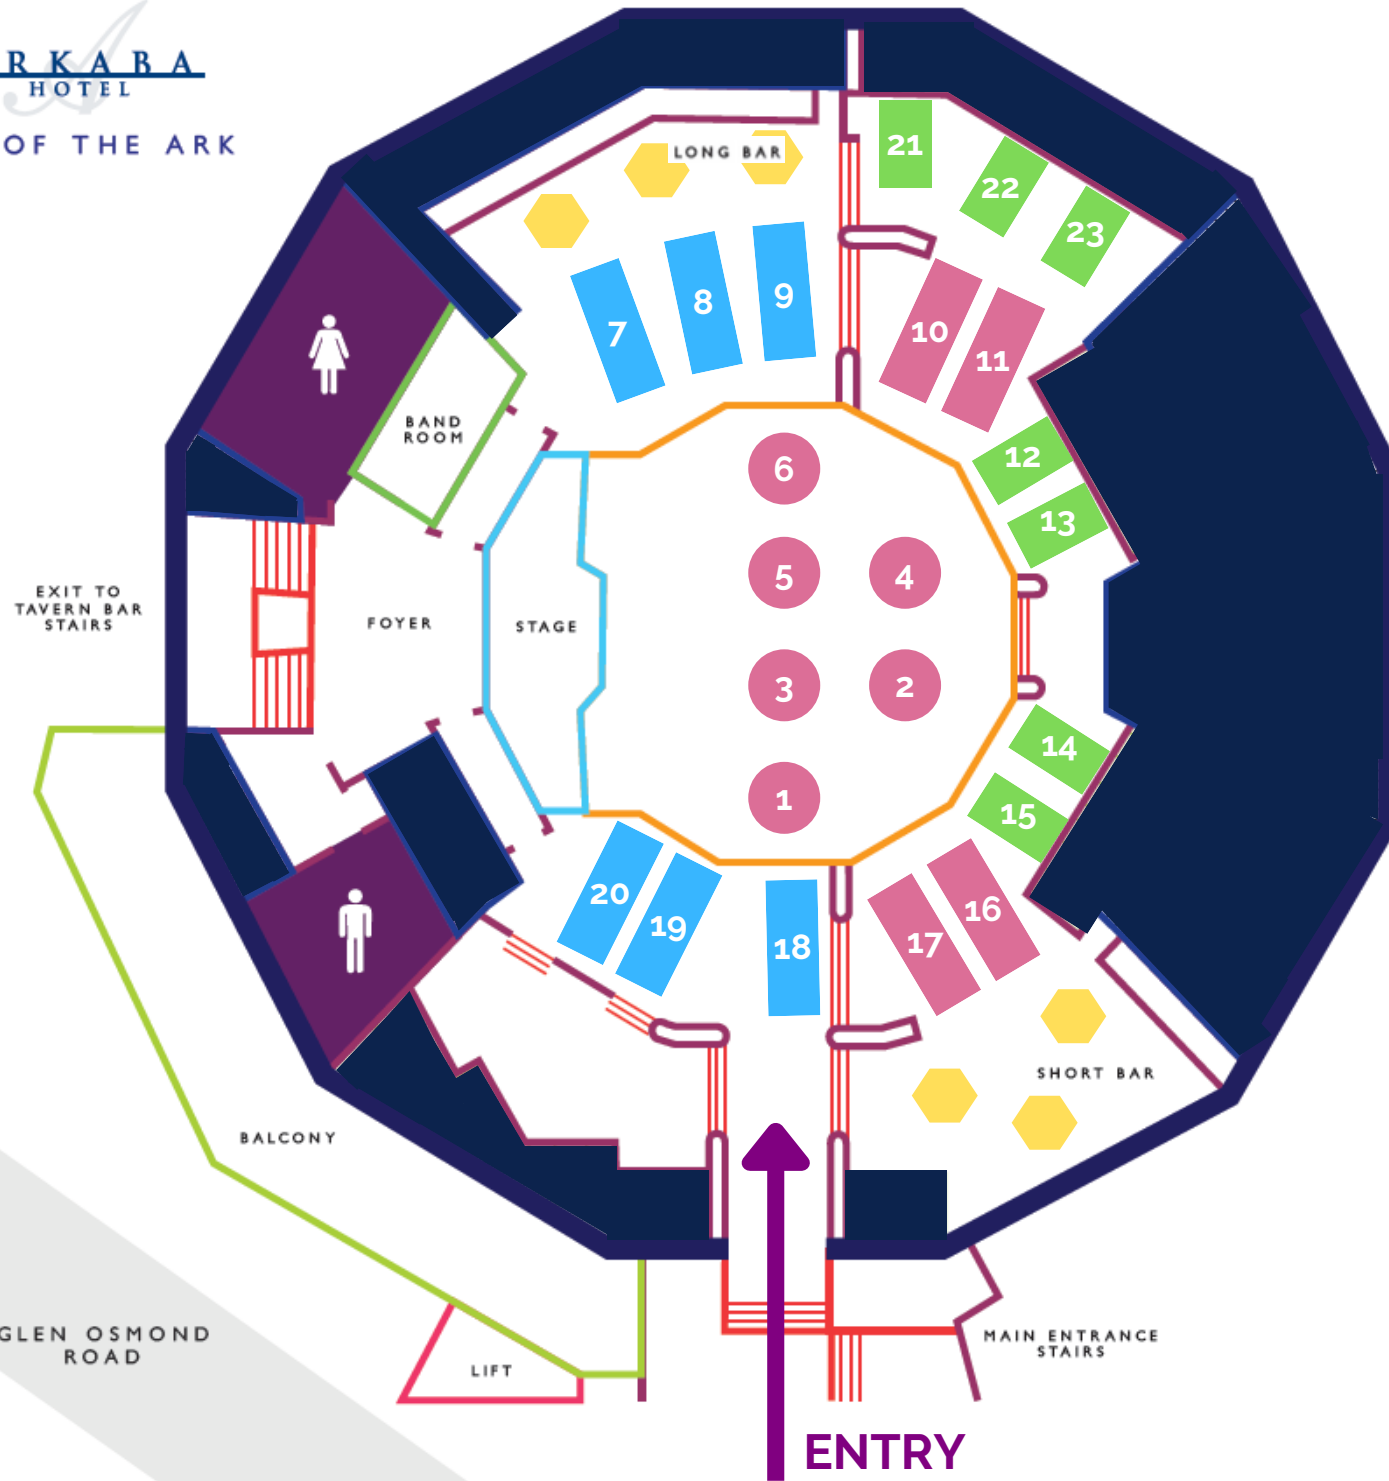 RKABA
HOTEL
OF THE ARK
LONG BAR
21
22
23
7
8
9
10
11
BAND
ROOM
12
13
6
5
4
3
2
1
EXIT TO
TAVERN BAR
STAIRS
FOYER
STAGE
14
15
16
17
18
19
20
SHORT BAR
BALCONY
GLEN OSMOND
ROAD
LIFT
MAIN ENTRANCE
STAIRS
ENTRY